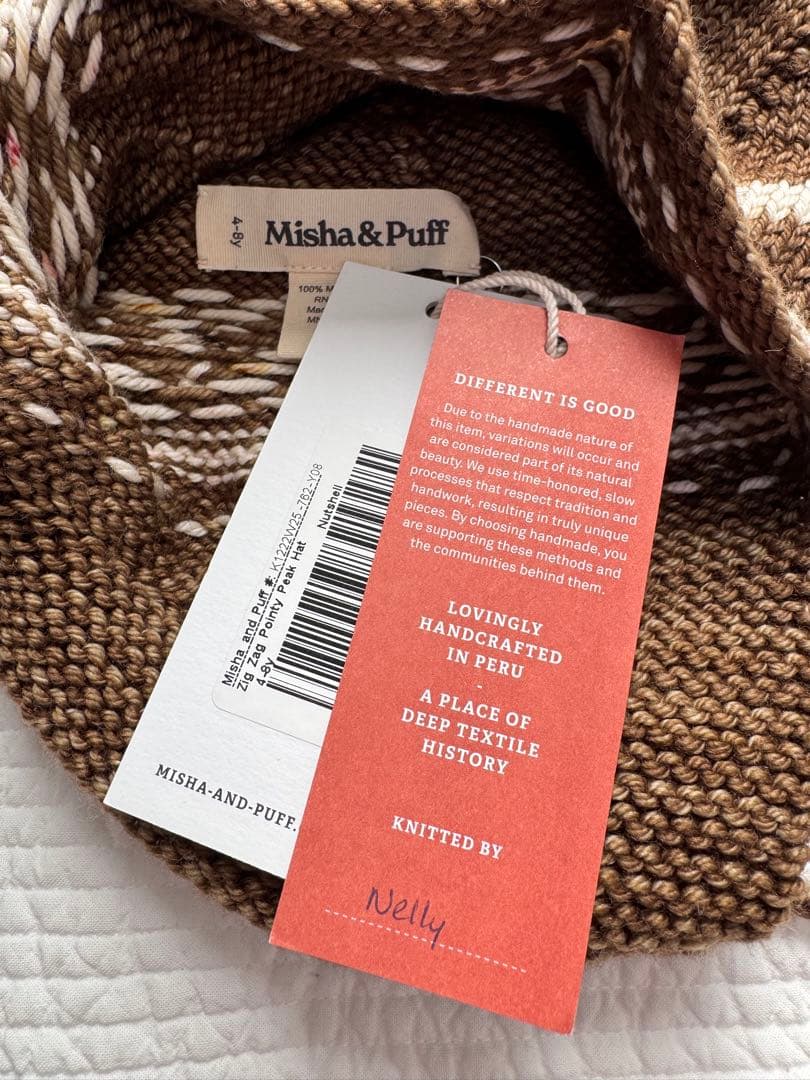 4-8y
Misha&Puff
100% M
RN
Mad
MN
Misha and Puff #: K1222W25-762-Y08
Zig Zag Pointy Peak Hat Nutshell
4-8y
MISHA-AND-PUFF.
DIFFERENT IS GOOD
Due to the handmade nature of
this item, variations will occur and
are considered part of its natural
beauty. We use time-honored, slow
processes that respect tradition and
handwork, resulting in truly unique
pieces. By choosing handmade, you
are supporting these methods and
the communities behind them.
LOVINGLY
HANDCRAFTED
IN PERU
-
A PLACE OF
DEEP TEXTILE
HISTORY
KNITTED BY
Nelly